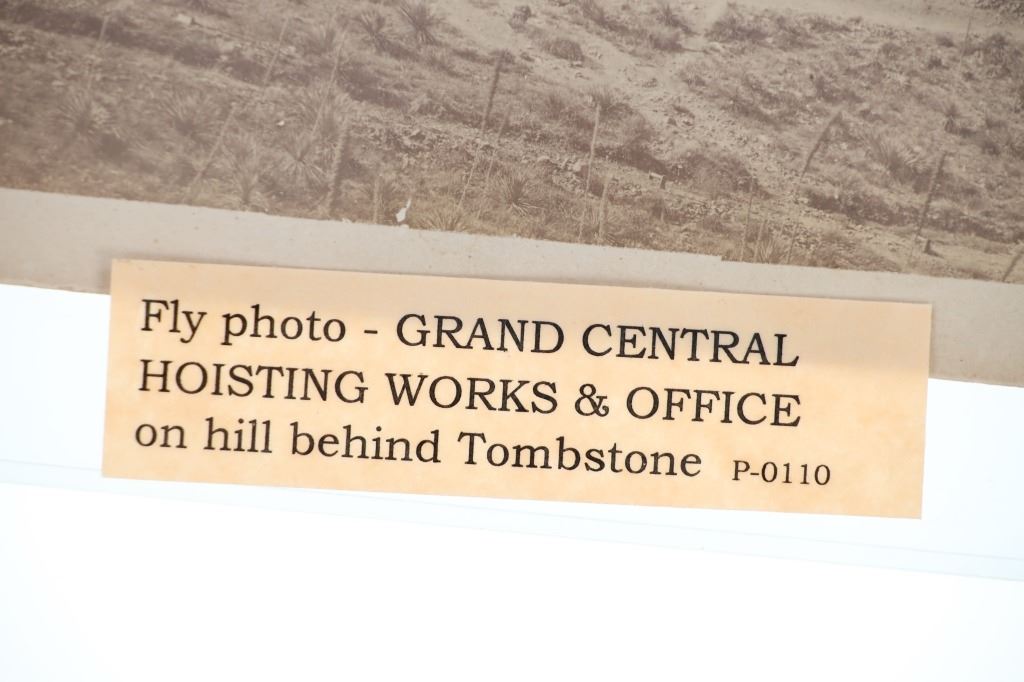 Fly photo - GRAND CENTRAL
HOISTING WORKS & OFFICE
on hill behind Tombstone P-0110